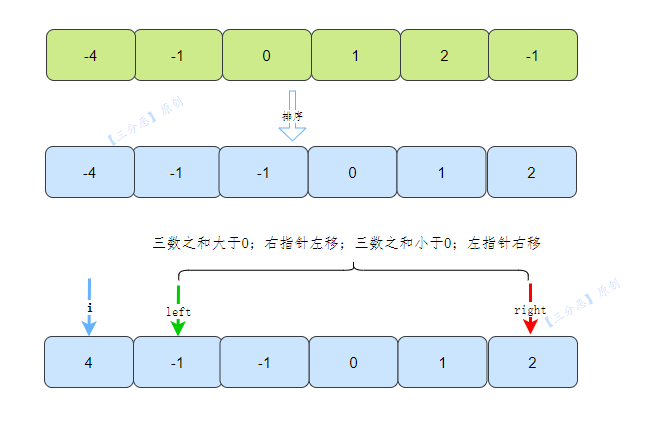 -4 -1 0 1 2 -1
排序
【三分恶】原创
-4 -1 -1 0 1 2
三数之和大于0；右指针左移；三数之和小于0；左指针右移
i left right
【三分恶】原创
4 -1 -1 0 1 2